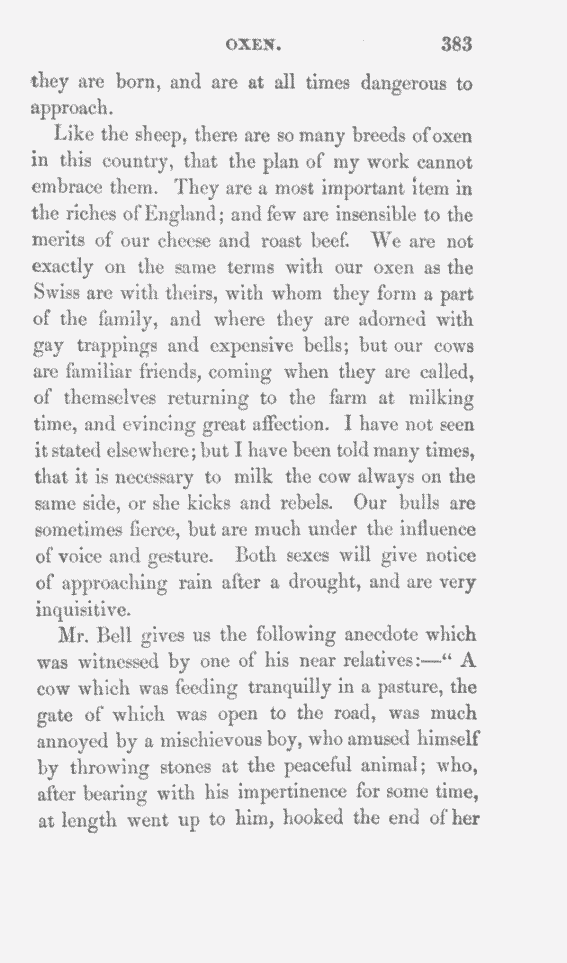 OXEN. 383
they are born, and are at all times dangerous to
approach.
Like the sheep, there are so many breeds of oxen
in this country, that the plan of my work cannot
embrace them. They are a most important item in
the riches of England; and few are insensible to the
merits of our cheese and roast beef. We are not
exactly on the same terms with our oxen as the
Swiss are with theirs, with whom they form a part
of the family, and where they are adorned with
gay trappings and expensive bells; but our cows
are familiar friends, coming when they are called,
of themselves returning to the farm at milking
time, and evincing great affection. I have not seen
it stated elsewhere; but I have been told many times,
that it is necessary to milk the cow always on the
same side, or she kicks and rebels. Our bulls are
sometimes fierce, but are much under the influence
of voice and gesture. Both sexes will give notice
of approaching rain after a drought, and are very
inquisitive.
Mr. Bell gives us the following anecdote which
was witnessed by one of his near relatives:—“ A
cow which was feeding tranquilly in a pasture, the
gate of which was open to the road, was much
annoyed by a mischievous boy, who amused himself
by throwing stones at the peaceful animal; who,
after bearing with his impertinence for some time,
at length went up to him, hooked the end of her